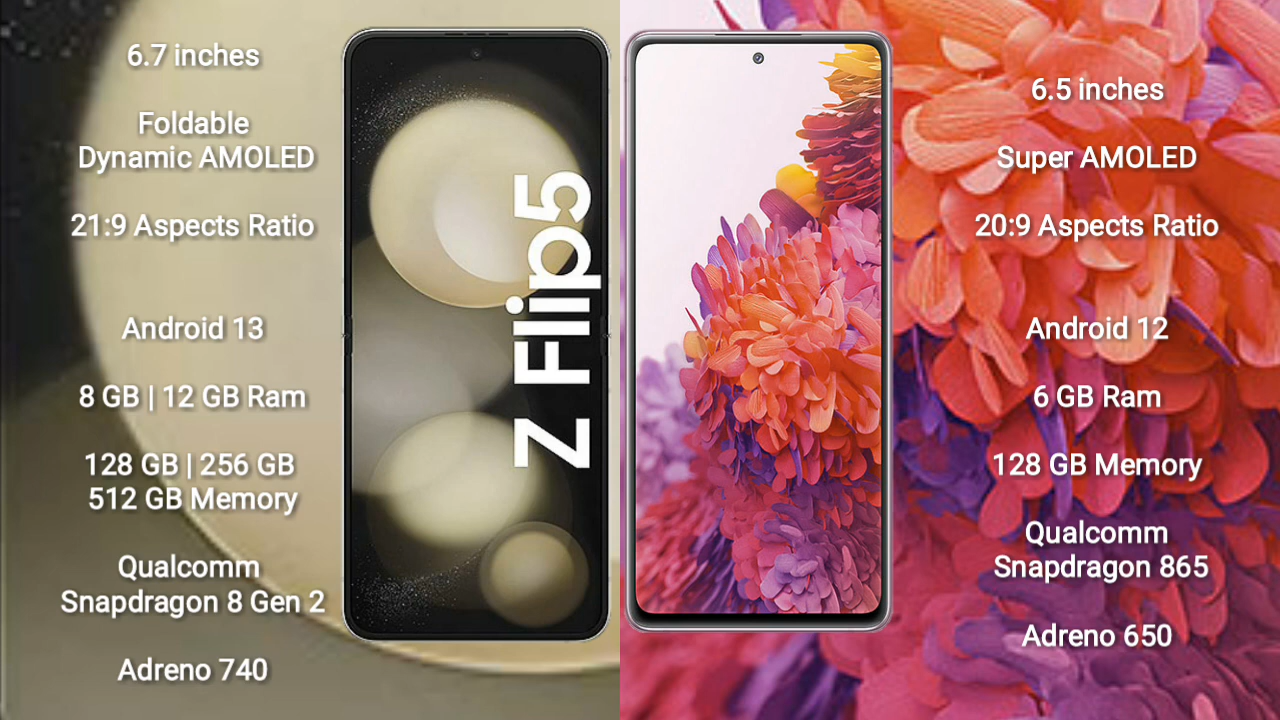 6.7 inches
Foldable
Dynamic AMOLED
21:9 Aspects Ratio
Android 13
8 GB | 12 GB Ram
128 GB | 256 GB
512 GB Memory
Qualcomm
Snapdragon 8 Gen 2
Adreno 740
Z Flip5
6.5 inches
Super AMOLED
20:9 Aspects Ratio
Android 12
6 GB Ram
128 GB Memory
Qualcomm
Snapdragon 865
Adreno 650